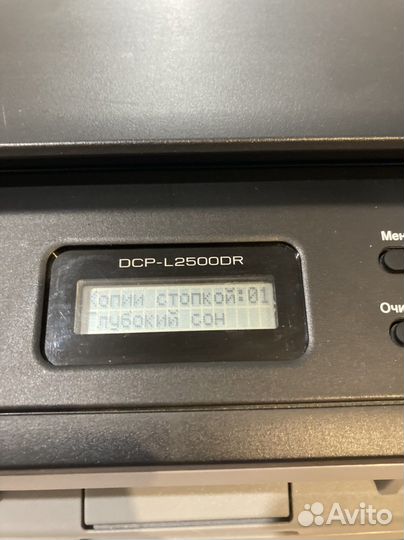 DCP-L2500DR
Копии стопкой:01
лубокий сон
Мен
Очи
Avito